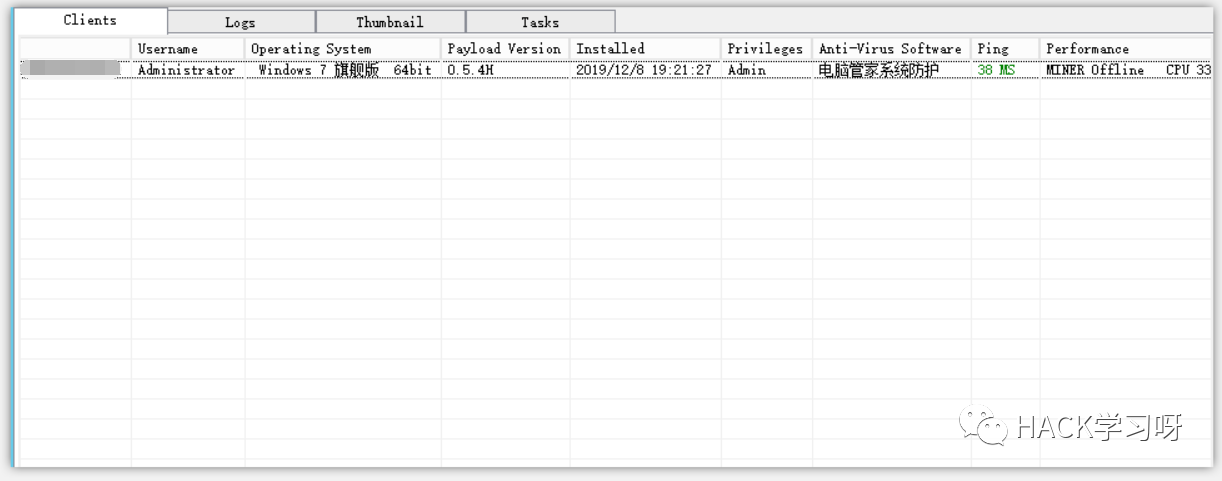 Clients Logs Thumbnail Tasks
Username Operating System Payload Version Installed Privileges Anti-Virus Software Ping Performance
Administrator Windows 7 旗舰版 64bit 0.5.4H 2019/12/8 19:21:27 Admin 电脑管家系统防护 38 MS MINER Offline CPU 33
HACK学习呀